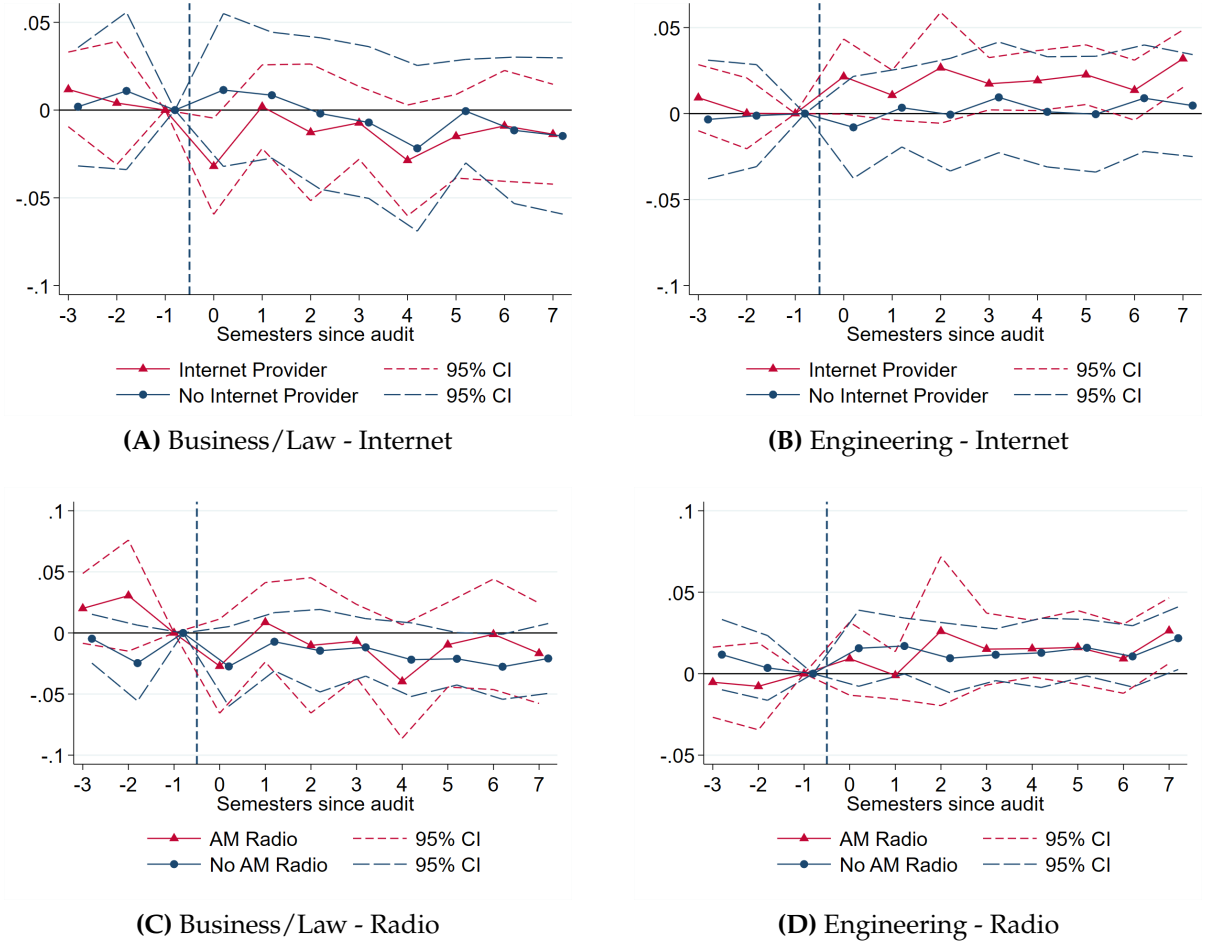 .05
0
-.05
-.1
-3 -2 -1 0 1 2 3 4 5 6 7
Semesters since audit
Internet Provider 95% CI
No Internet Provider 95% CI
(A) Business/Law - Internet
.05
0
-.05
-.1
-3 -2 -1 0 1 2 3 4 5 6 7
Semesters since audit
Internet Provider 95% CI
No Internet Provider 95% CI
(B) Engineering - Internet
.1
.05
0
-.05
-.1
-3 -2 -1 0 1 2 3 4 5 6 7
Semesters since audit
AM Radio 95% CI
No AM Radio 95% CI
(C) Business/Law - Radio
.1
.05
0
-.05
-3 -2 -1 0 1 2 3 4 5 6 7
Semesters since audit
AM Radio 95% CI
No AM Radio 95% CI
(D) Engineering - Radio